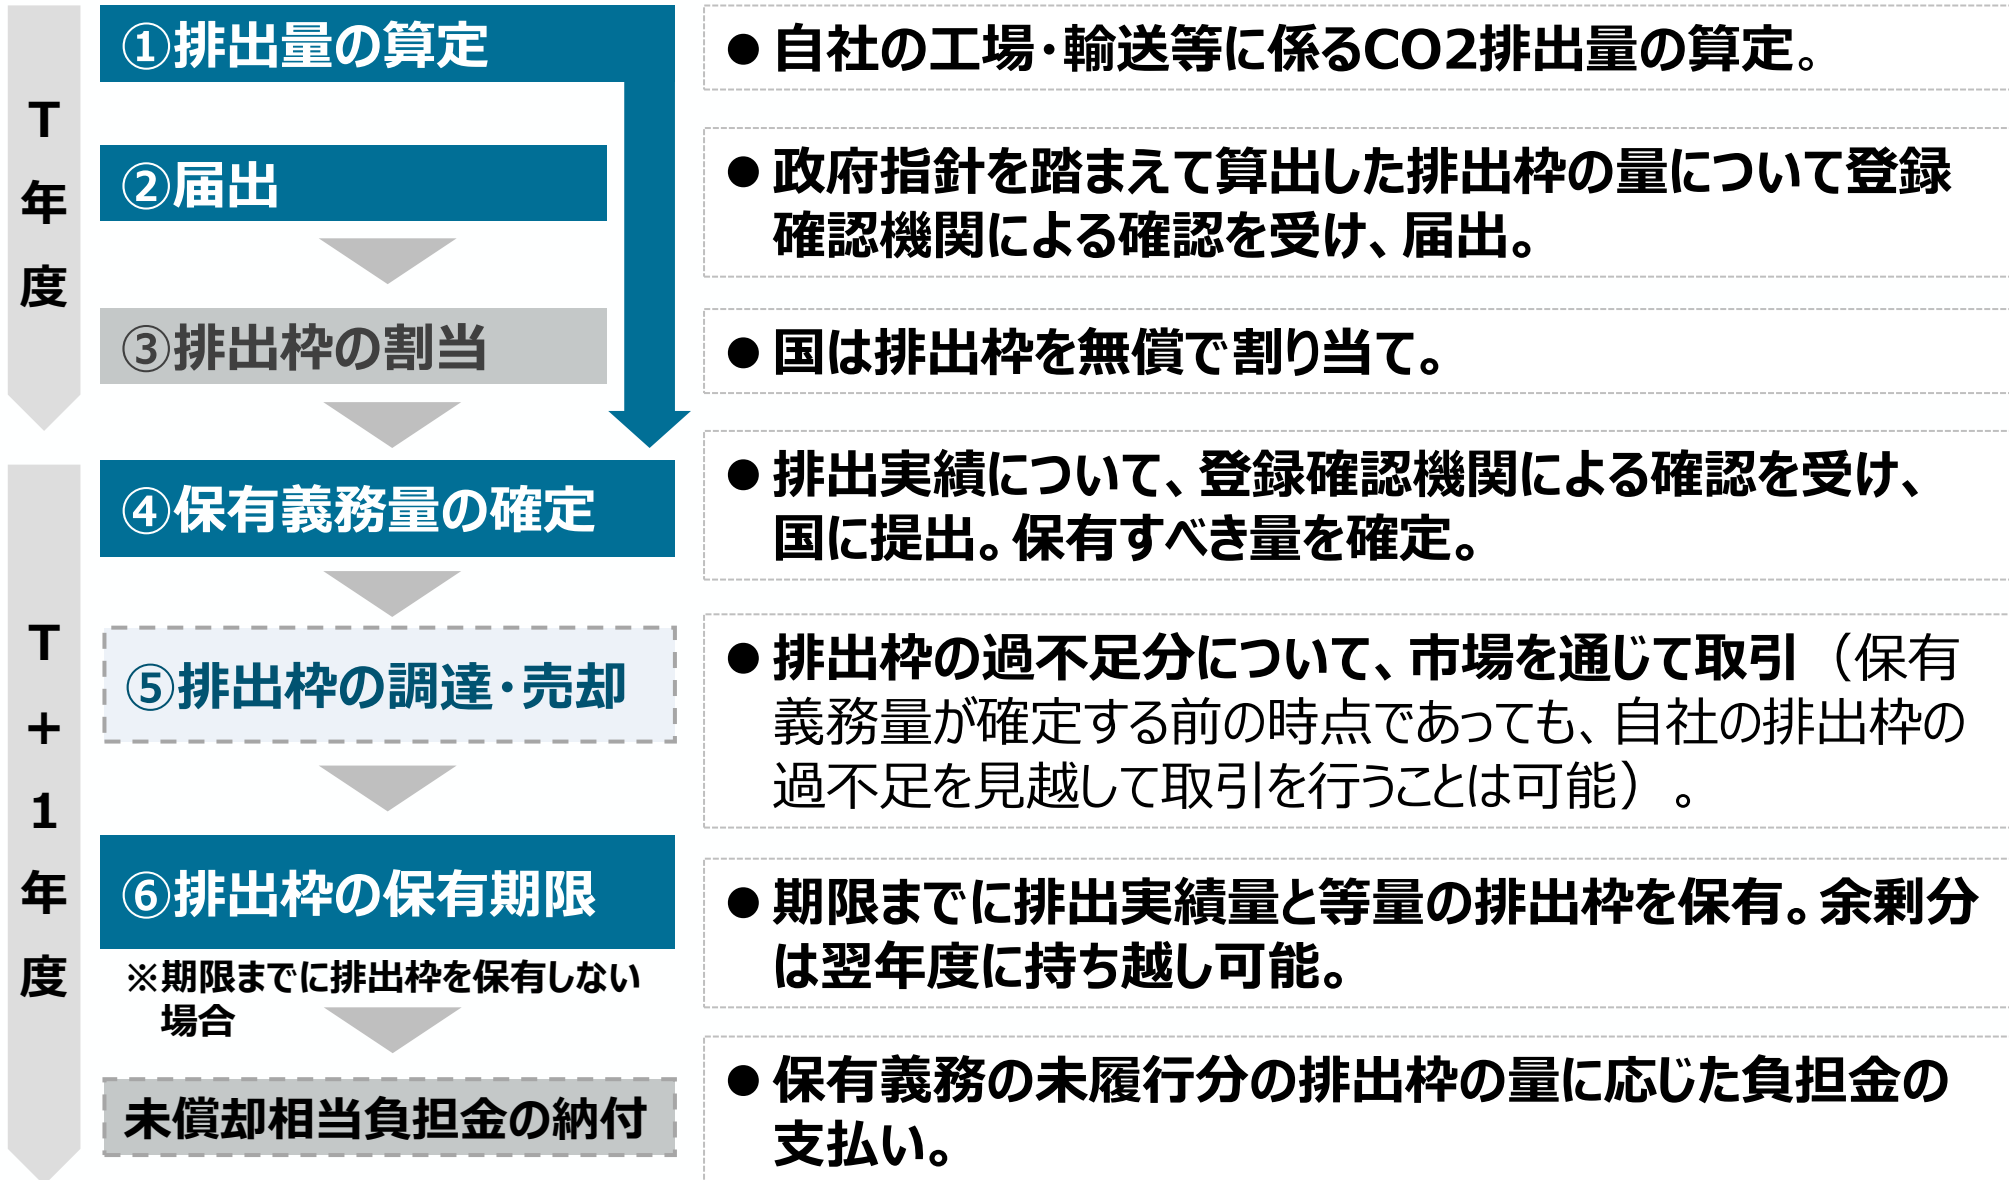 T年度
①排出量の算定
●自社の工場・輸送等に係るCO2排出量の算定。
②届出
●政府指針を踏まえて算出した排出枠の量について登録
確認機関による確認を受け、届出。
③排出枠の割当
●国は排出枠を無償で割り当て。
T+1年度
④保有義務量の確定
●排出実績について、登録確認機関による確認を受け、
国に提出。保有すべき量を確定。
⑤排出枠の調達・売却
●排出枠の過不足分について、市場を通じて取引（保有
義務量が確定する前の時点であっても、自社の排出枠の
過不足を見越して取引を行うことは可能）。
⑥排出枠の保有期限
●期限までに排出実績量と等量の排出枠を保有。余剰分
は翌年度に持ち越し可能。
※期限までに排出枠を保有しない
場合
未償却相当負担金の納付
●保有義務の未履行分の排出枠の量に応じた負担金の
支払い。